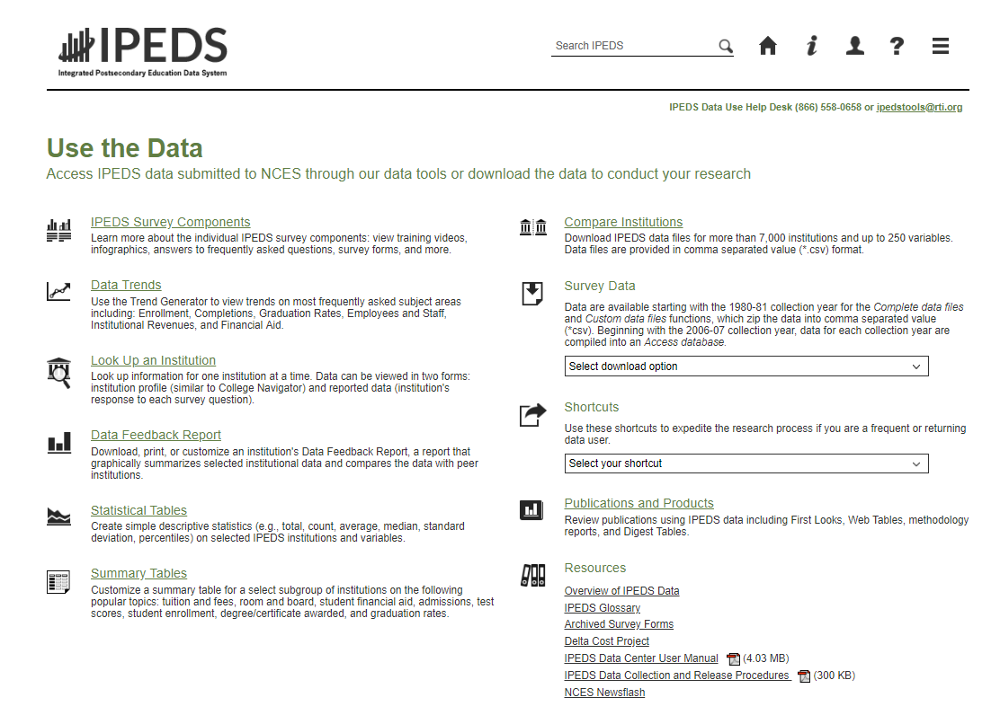 IPEDS
Integrated Postsecondary Education Data System
Search IPEDS
IPEDS Data Use Help Desk (866) 558-0658 or ipedstools@rti.org
Use the Data
Access IPEDS data submitted to NCES through our data tools or download the data to conduct your research
IPEDS Survey Components
Learn more about the individual IPEDS survey components: view training videos,
infographics, answers to frequently asked questions, survey forms, and more.
Data Trends
Use the Trend Generator to view trends on most frequently asked subject areas
including: Enrollment, Completions, Graduation Rates, Employees and Staff,
Institutional Revenues, and Financial Aid.
Look Up an Institution
Look up information for one institution at a time. Data can be viewed in two forms:
institution profile (similar to College Navigator) and reported data (institution's
response to each survey question).
Data Feedback Report
Download, print, or customize an institution's Data Feedback Report, a report that
graphically summarizes selected institutional data and compares the data with peer
institutions.
Statistical Tables
Create simple descriptive statistics (e.g., total, count, average, median, standard
deviation, percentiles) on selected IPEDS institutions and variables.
Summary Tables
Customize a summary table for a select subgroup of institutions on the following
popular topics: tuition and fees, room and board, student financial aid, admissions, test
scores, student enrollment, degree/certificate awarded, and graduation rates.
Compare Institutions
Download IPEDS data files for more than 7,000 institutions and up to 250 variables.
Data files are provided in comma separated value (*.csv) format.
Survey Data
Data are available starting with the 1980-81 collection year for the Complete data files
and Custom data files functions, which zip the data into comma separated value
(*csv). Beginning with the 2006-07 collection year, data for each collection year are
compiled into an Access database.
Select download option
Shortcuts
Use these shortcuts to expedite the research process if you are a frequent or returning
data user.
Select your shortcut
Publications and Products
Review publications using IPEDS data including First Looks, Web Tables, methodology
reports, and Digest Tables.
Resources
Overview of IPEDS Data
IPEDS Glossary
Archived Survey Forms
Delta Cost Project
IPEDS Data Center User Manual (4.03 MB)
IPEDS Data Collection and Release Procedures (300 KB)
NCES Newsflash